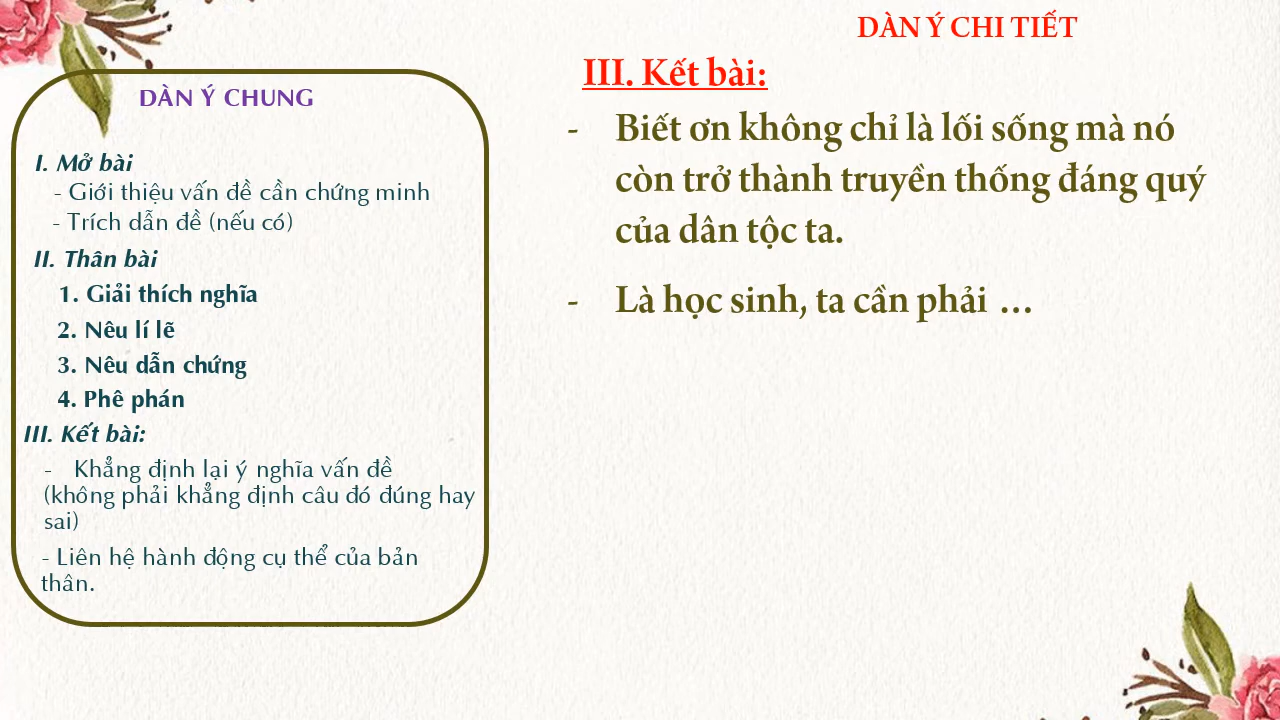 DÀN Ý CHUNG
I. Mở bài
- Giới thiệu vấn đề cần chứng minh
- Trích dẫn đề (nếu có)
II. Thân bài
1. Giải thích nghĩa
2. Nêu lí lẽ
3. Nêu dẫn chứng
4. Phê phán
III. Kết bài:
- Khẳng định lại ý nghĩa vấn đề
(không phải khẳng định câu đó đúng hay
sai)
- Liên hệ hành động cụ thể của bản
thân.
DÀN Ý CHI TIẾT
III. Kết bài:
- Biết ơn không chỉ là lối sống mà nó
còn trở thành truyền thống đáng quý
của dân tộc ta.
- Là học sinh, ta cần phải ...